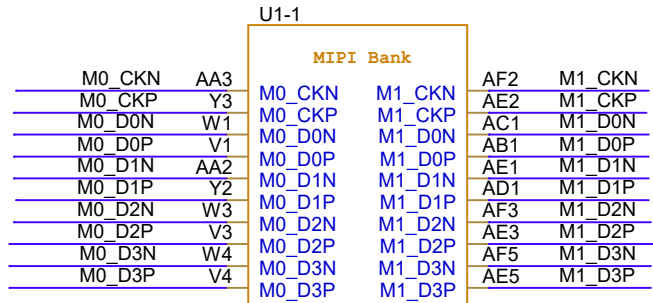 U1-1
MIPI Bank
M0_CKN AA3 M0_CKN M1_CKN AF2 M1_CKN
M0_CKP Y3 M0_CKP M1_CKP AE2 M1_CKP
M0_D0N W1 M0_D0N M1_D0N AC1 M1_D0N
M0_D0P V1 M0_D0P M1_D0P AB1 M1_D0P
M0_D1N AA2 M0_D1N M1_D1N AE1 M1_D1N
M0_D1P Y2 M0_D1P M1_D1P AD1 M1_D1P
M0_D2N W3 M0_D2N M1_D2N AF3 M1_D2N
M0_D2P V3 M0_D2P M1_D2P AE3 M1_D2P
M0_D3N W4 M0_D3N M1_D3N AF5 M1_D3N
M0_D3P V4 M0_D3P M1_D3P AE5 M1_D3P